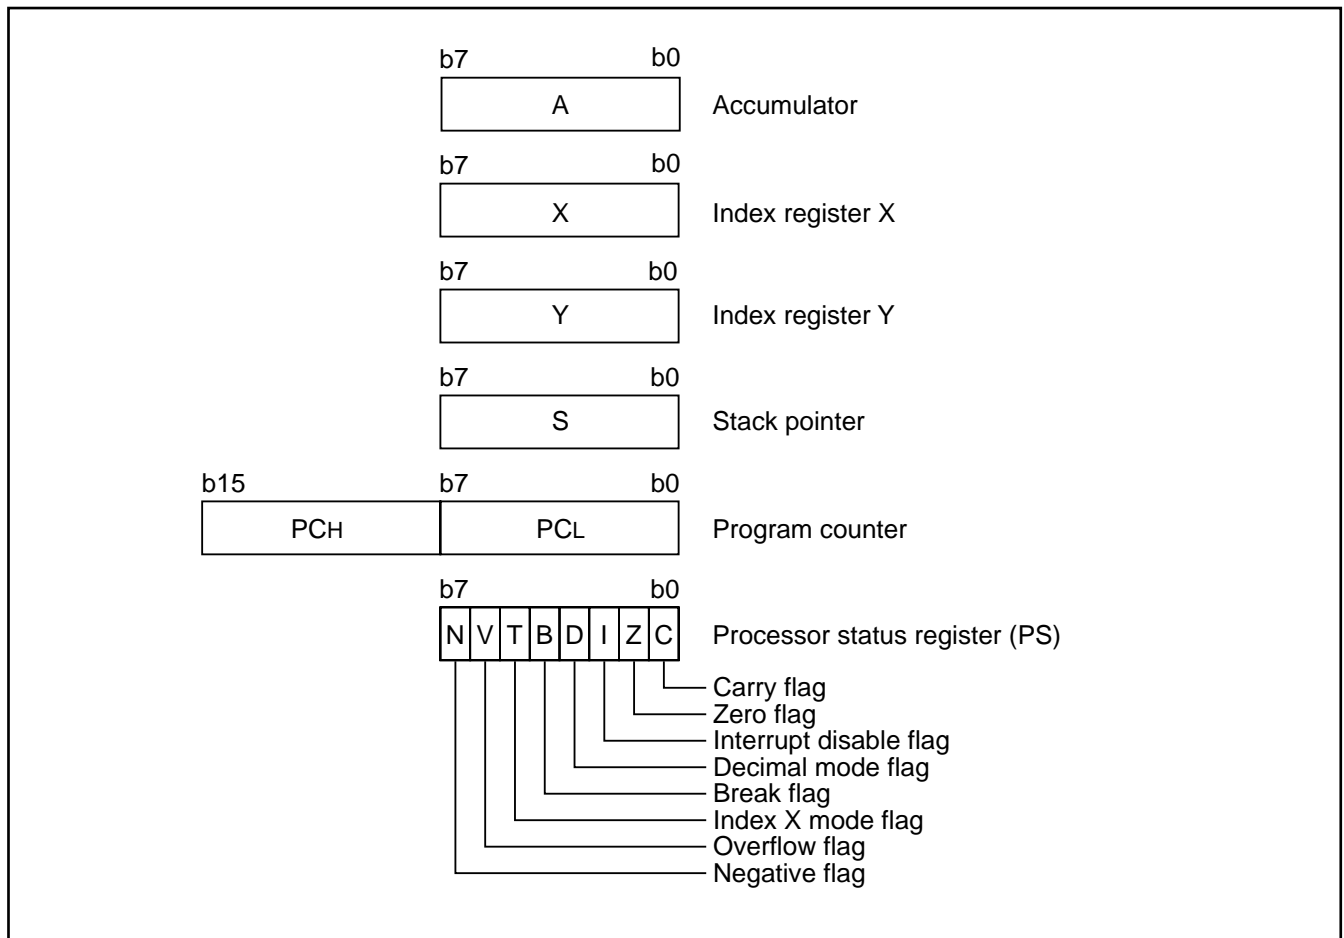 b7 b0
A Accumulator
b7 b0
X Index register X
b7 b0
Y Index register Y
b7 b0
S Stack pointer
b15 b7 b0
PCH PCL Program counter
b7 b0
N V T B D I Z C Processor status register (PS)
Carry flag
Zero flag
Interrupt disable flag
Decimal mode flag
Break flag
Index X mode flag
Overflow flag
Negative flag